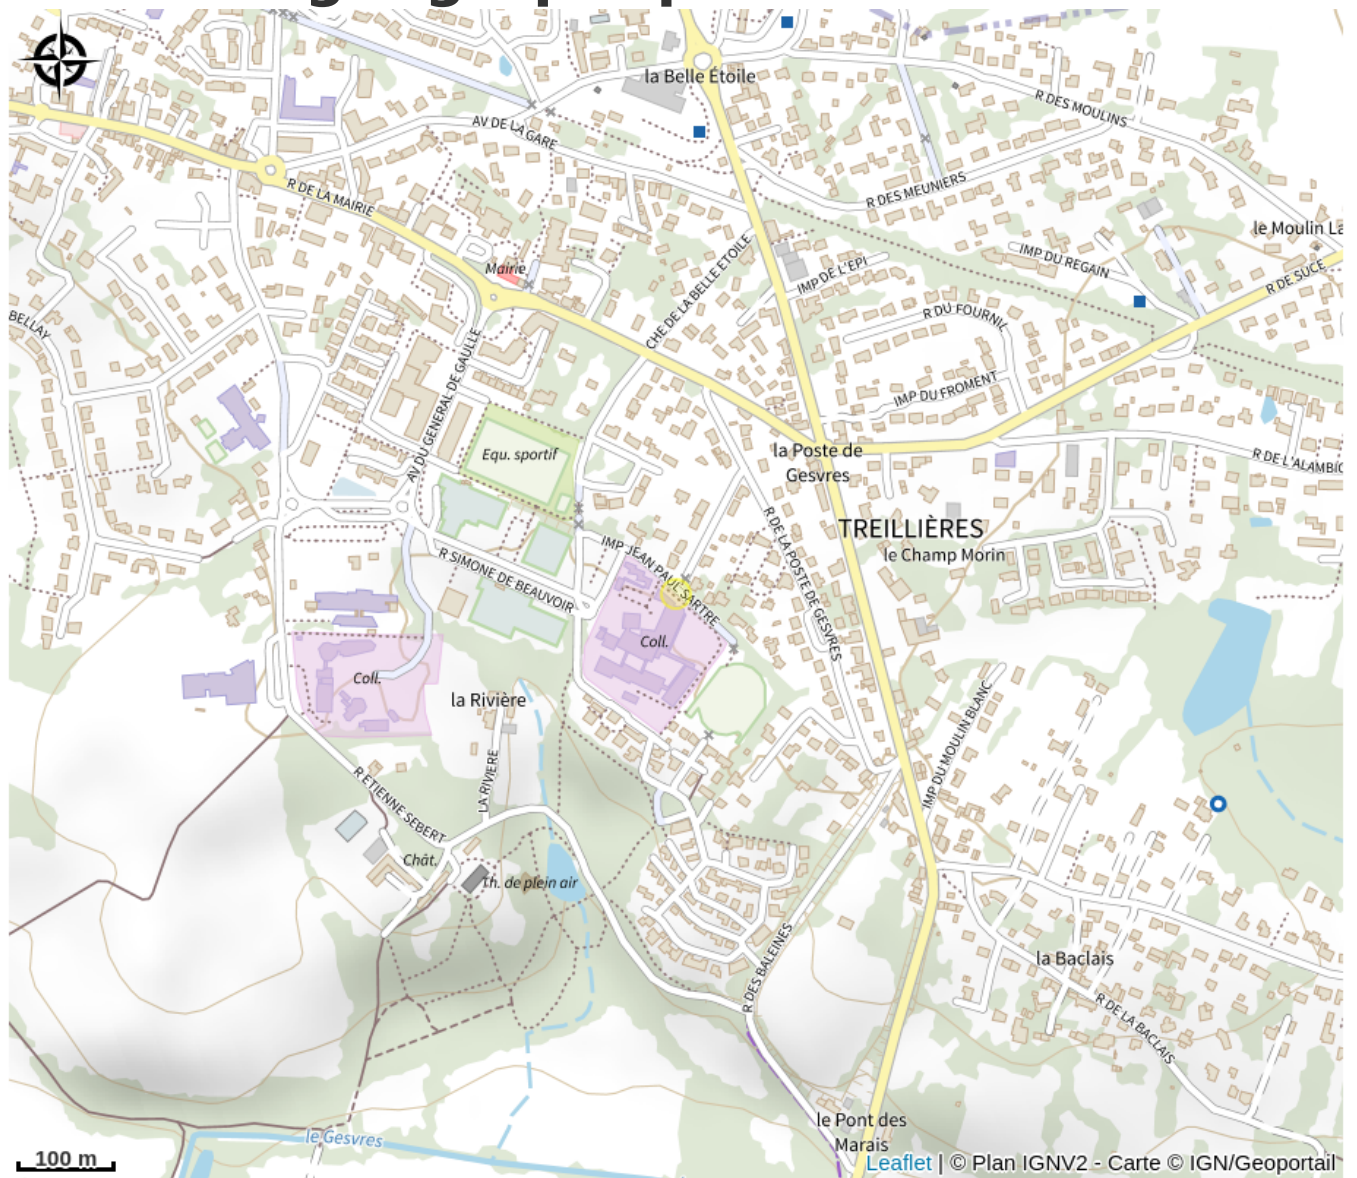 la Belle Étoile
R DES MOULINS
AV DE LA GARE
R DE LA MAIRIE
R DES MEUNIERS
le Moulin La
Mairie
CHE DE LA BELLE ETOILE
IMP DE L'EPI
IMP DU REGAIN
R DE SUCE
BELLAY
R DU FOURNIL
AV DU GENERAL DE GAULLE
IMP DU FROMENT
Equ. sportif
la Poste de
Gesvres
R DE L'ALAMBIC
TREILLIÈRES
le Champ Morin
R SIMONE DE BEAUVOIR
IMP JEAN PAUL SARTRE
R DE LA POSTE DE GESVRES
Coll.
Coll.
la Rivière
LA RIVIERE
IMP DU MOULIN BLANC
R ETIENNE SEBERT
Chât.
Th. de plein air
R DES BALEINES
la Baclais
R DE LA BACLAIS
le Pont des
Marais
le Gesvres
100 m
Leaflet | © Plan IGNV2 - Carte © IGN/Geoportail